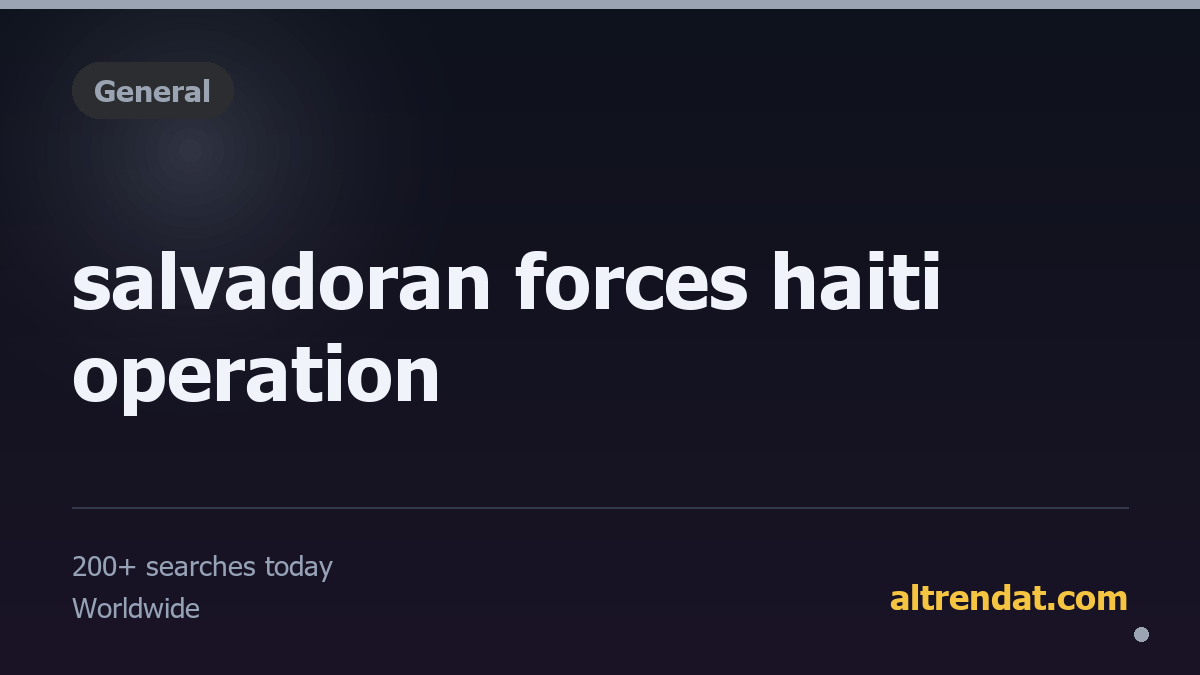 General
salvadoran forces haiti
operation
200+ searches today
Worldwide
altrendat.com